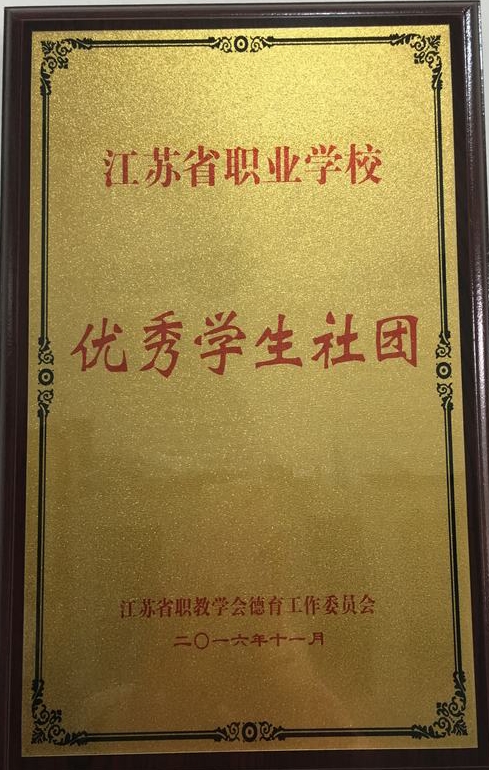 江苏省职业学校
优秀学生社团
江苏省职教学会德育工作委员会
二〇一六年十一月